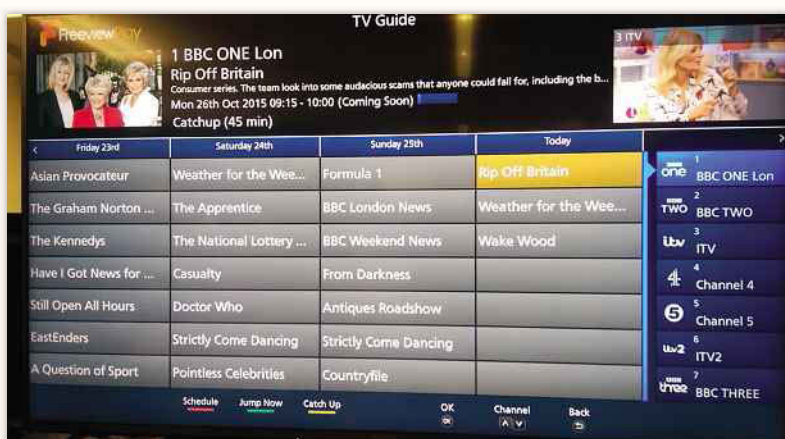 TV Guide
Freeview Play
3 ITV
1 BBC ONE Lon
Rip Off Britain
Consumer series. The team look into some audacious scams that anyone could fall for, including the b...
Mon 26th Oct 2015 09:15 - 10:00 (Coming Soon)
Catchup (45 min)
< Friday 23rd Saturday 24th Sunday 25th Today >
Asian Provocateur Weather for the Wee... Formula 1 Rip Off Britain
one 1 BBC ONE Lon
The Graham Norton ... The Apprentice BBC London News Weather for the Wee...
TWO 2 BBC TWO
The Kennedys The National Lottery ... BBC Weekend News Wake Wood
itv 3 ITV
Have I Got News for ... Casualty From Darkness
4 4 Channel 4
Still Open All Hours Doctor Who Antiques Roadshow
5 5 Channel 5
EastEnders Strictly Come Dancing Strictly Come Dancing
itv2 6 ITV2
A Question of Sport Pointless Celebrities Countryfile
BBC three 7 BBC THREE
Schedule Jump Now Catch Up OK Channel Back
OK